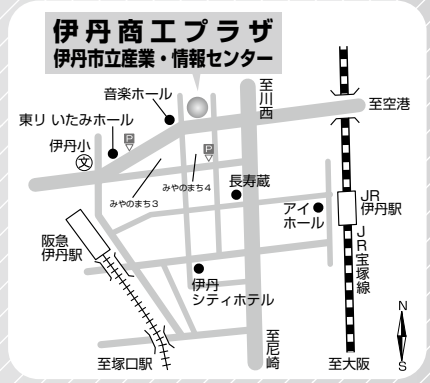 伊丹商工プラザ
伊丹市立産業・情報センター
音楽ホール
至川西
至空港
東リ いたみホール
P
伊丹小
文
P
みやのまち3
みやのまち4
長寿蔵
アイ
ホール
JR
伊丹駅
阪急
伊丹駅
JR宝塚線
伊丹
シティホテル
N
至塚口駅
至尼崎
至大阪
S